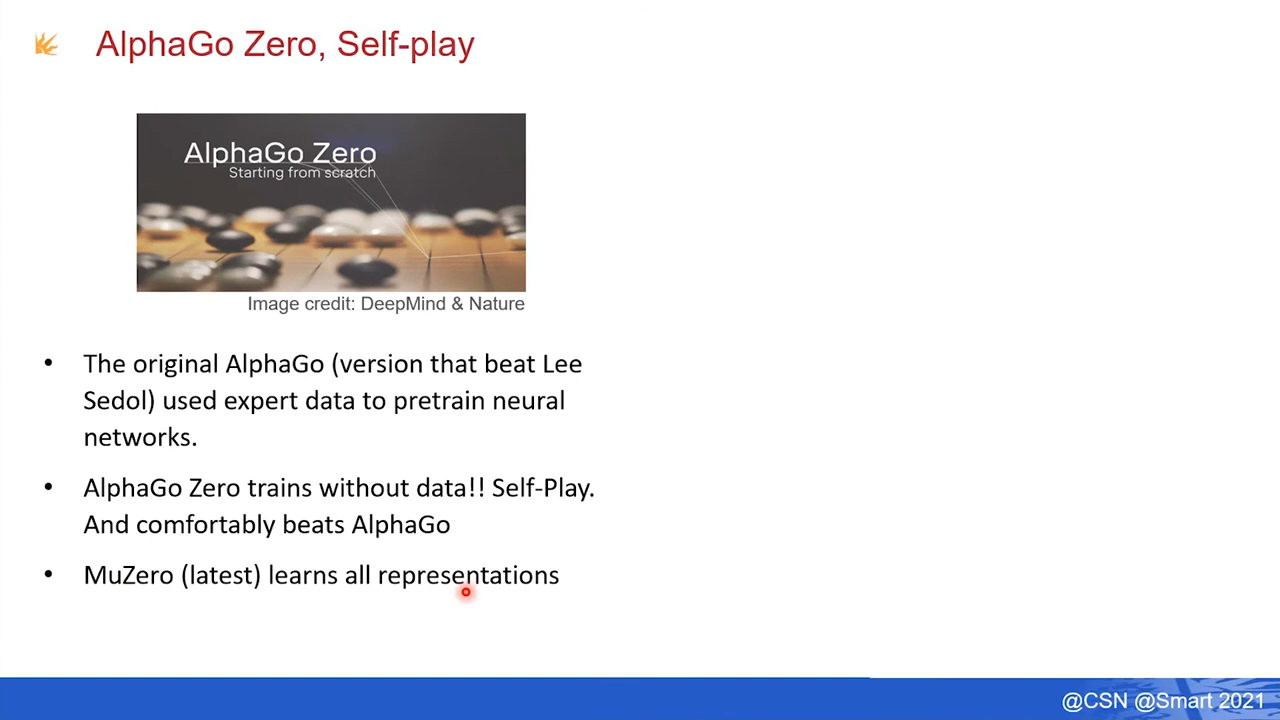 AlphaGo Zero, Self-play
AlphaGo Zero
Starting from scratch
Image credit: DeepMind & Nature
• The original AlphaGo (version that beat Lee
Sedol) used expert data to pretrain neural
networks.
• AlphaGo Zero trains without data!! Self-Play.
And comfortably beats AlphaGo
• MuZero (latest) learns all representations
@CSN @Smart 2021